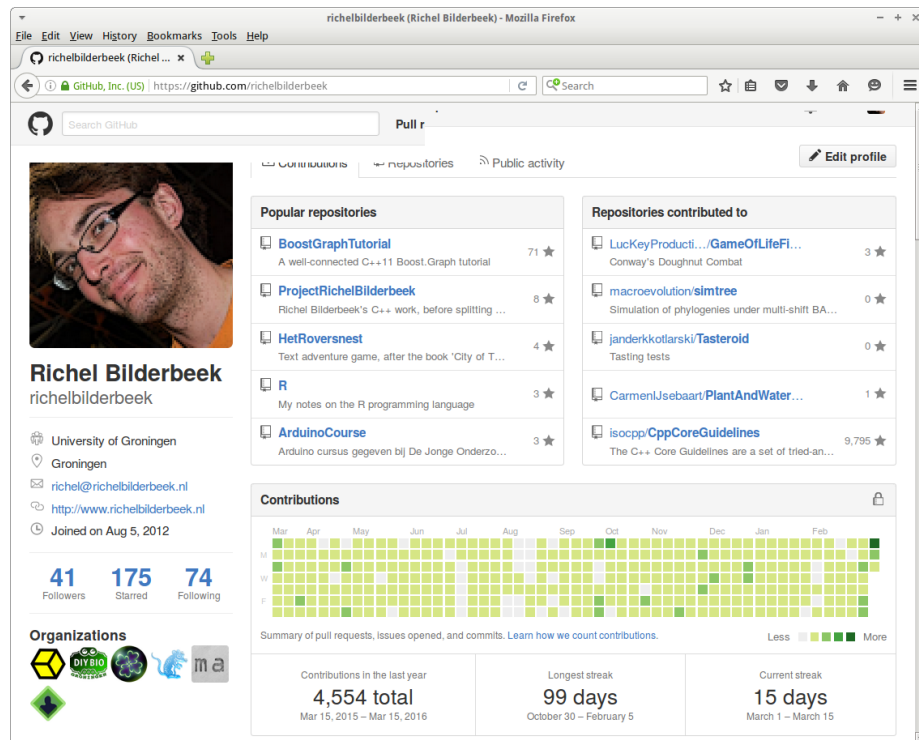 richelbilderbeek (Richel Bilderbeek) - Mozilla Firefox
File Edit View History Bookmarks Tools Help
richelbilderbeek (Richel ...
GitHub, Inc. (US) https://github.com/richelbilderbeek
Search
Search GitHub
Pull r
Contributions Repositories Public activity
Edit profile
Popular repositories
BoostGraphTutorial
A well-connected C++11 Boost.Graph tutorial
71
ProjectRichelBilderbeek
Richel Bilderbeek's C++ work, before splitting ...
8
HetRoversnest
Text adventure game, after the book 'City of T...
4
R
My notes on the R programming language
3
ArduinoCourse
Arduino cursus gegeven bij De Jonge Onderzo...
3
Repositories contributed to
LucKeyProducti…/GameOfLifeFi…
Conway's Doughnut Combat
3
macroevolution/simtree
Simulation of phylogenies under multi-shift BA...
0
janderkkotlarski/Tasteroid
Tasting tests
0
CarmenIJsebaart/PlantAndWater…
1
isocpp/CppCoreGuidelines
The C++ Core Guidelines are a set of tried-an...
9,795
Richel Bilderbeek
richelbilderbeek
University of Groningen
Groningen
richel@richelbilderbeek.nl
http://www.richelbilderbeek.nl
Joined on Aug 5, 2012
41 175 74
Followers Starred Following
Organizations
DIY BIO
ma
Contributions
Mar Apr May Jun Jul Aug Sep Oct Nov Dec Jan Feb
M
W
F
Summary of pull requests, issues opened, and commits. Learn how we count contributions.
Less More
Contributions in the last year
4,554 total
Mar 15, 2015 – Mar 15, 2016
Longest streak
99 days
October 30 – February 5
Current streak
15 days
March 1 – March 15